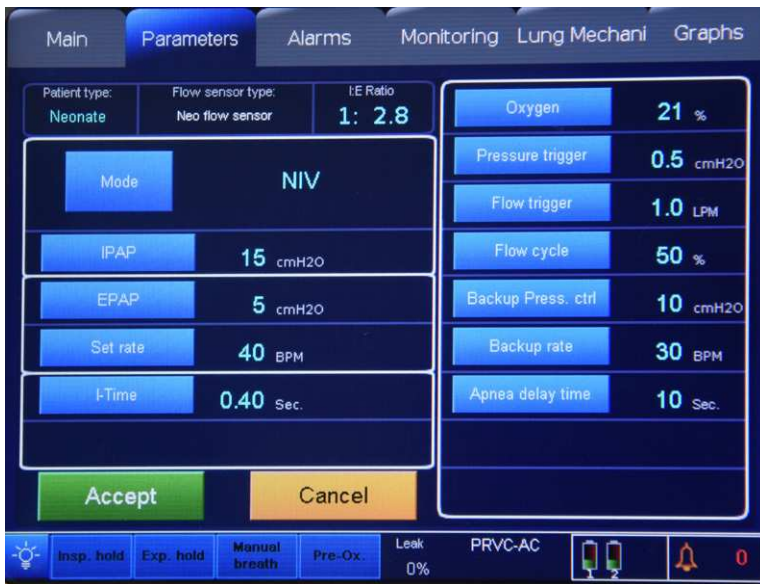 Main Parameters Alarms Monitoring Lung Mechani Graphs
Patient type: Flow sensor type: I:E Ratio
Neonate Neo flow sensor 1: 2.8
Mode NIV
IPAP 15 cmH2O
EPAP 5 cmH2O
Set rate 40 BPM
I-Time 0.40 Sec.
Oxygen 21 %
Pressure trigger 0.5 cmH2O
Flow trigger 1.0 LPM
Flow cycle 50 %
Backup Press. ctrl 10 cmH2O
Backup rate 30 BPM
Apnea delay time 10 Sec.
Accept Cancel
Insp. hold Exp. hold Manual breath Pre-Ox. Leak 0% PRVC-AC 1 2 0